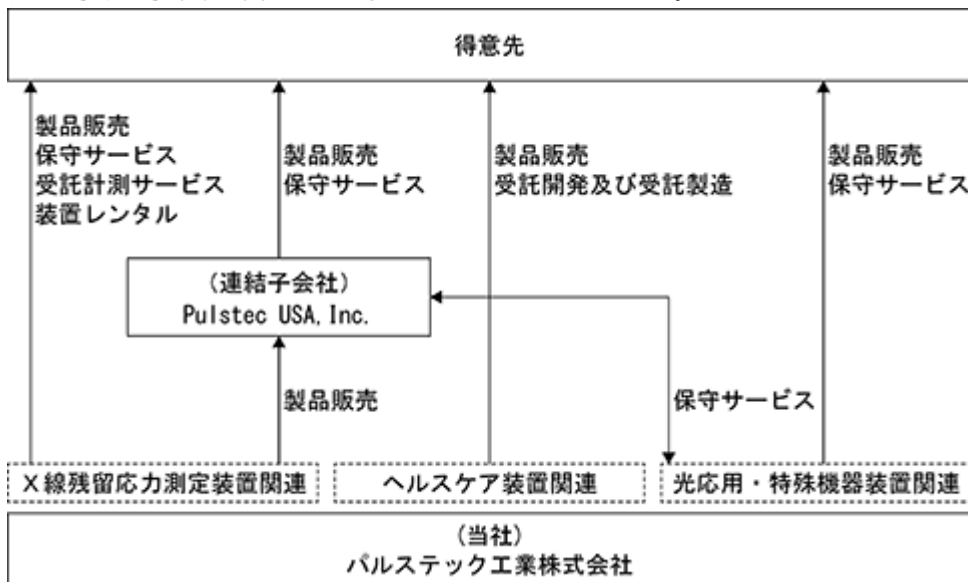 得意先
製品販売
保守サービス
受託計測サービス
装置レンタル
製品販売
保守サービス
製品販売
受託開発及び受託製造
製品販売
保守サービス
(連結子会社)
Pulstec USA,Inc.
製品販売
保守サービス
X線残留応力測定装置関連
ヘルスケア装置関連
光応用・特殊機器装置関連
(当社)
パルステック工業株式会社